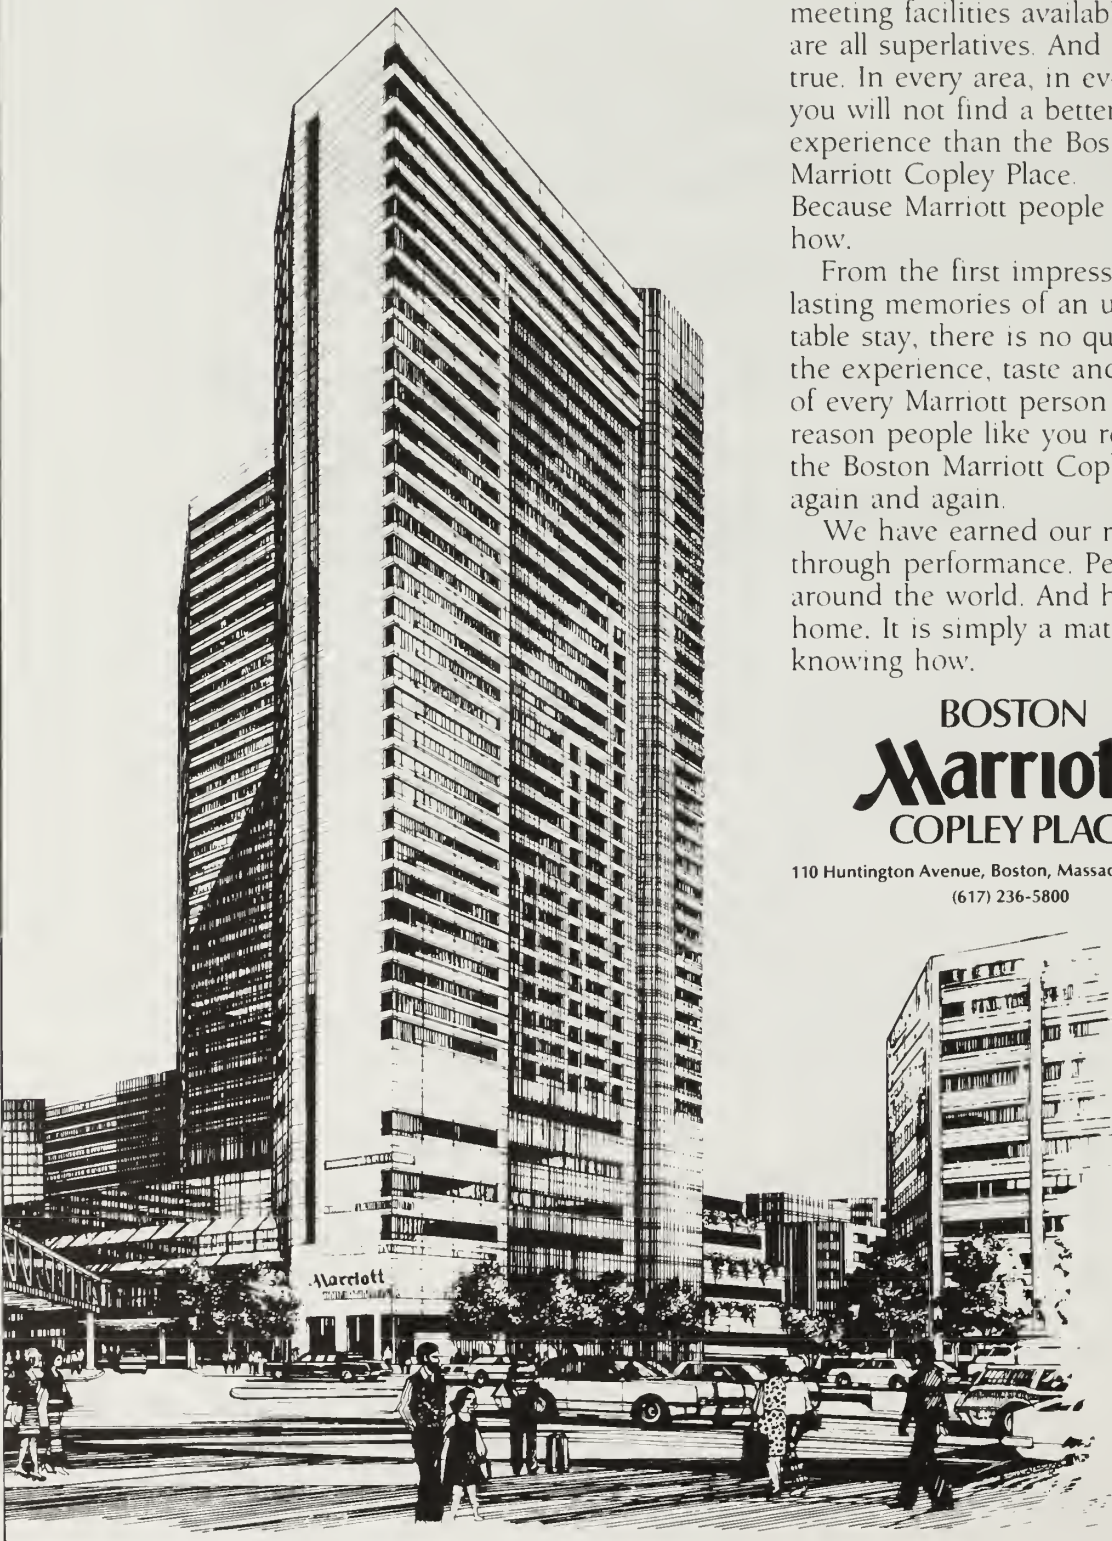 meeting facilities availab
are all superlatives. And
true. In every area, in ev
you will not find a better
experience than the Bos
Marriott Copley Place.
Because Marriott people
how.
From the first impress
lasting memories of an u
table stay, there is no qu
the experience, taste and
of every Marriott person
reason people like you re
the Boston Marriott Cop
again and again.
We have earned our r
through performance. Pe
around the world. And h
home. It is simply a mat
knowing how.
BOSTON
Marriot
COPLEY PLAC
110 Huntington Avenue, Boston, Massac
(617) 236-5800
Marriott